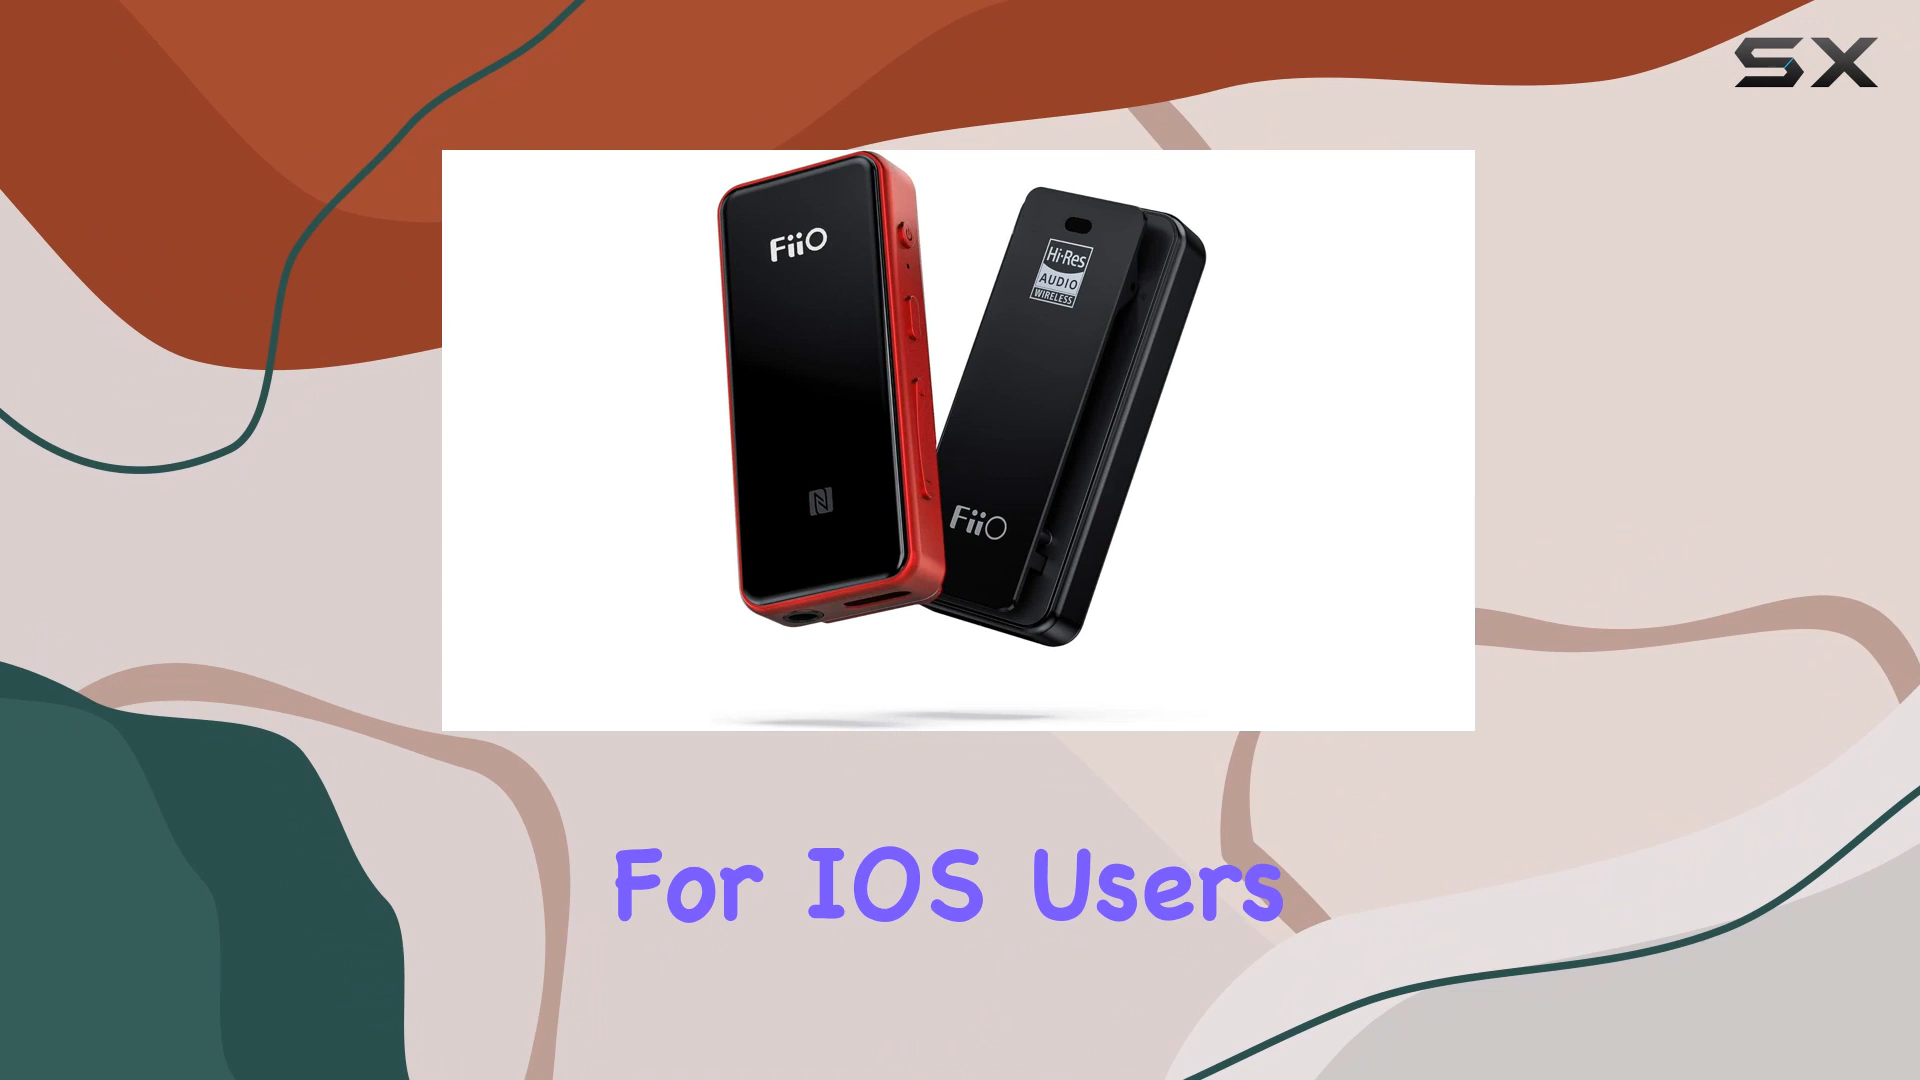 SX
FiiO
Hi-Res
AUDIO
WIRELESS
FiiO
For IOS Users